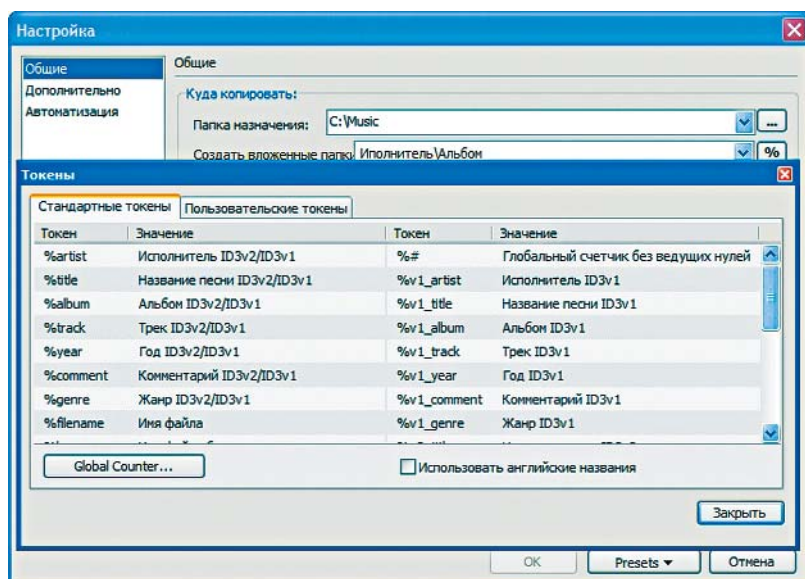 Настройка
Общие
Дополнительно
Автоматизация
Общие
Куда копировать:
Папка назначения: C:\Music ...
Создать вложенные папки Иполнитель\Альбом %
Токены
Стандартные токены Пользовательские токены
Токен Значение Токен Значение
%artist Исполнитель ID3v2/ID3v1 %# Глобальный счетчик без ведущих нулей
%title Название песни ID3v2/ID3v1 %v1_artist Исполнитель ID3v1
%album Альбом ID3v2/ID3v1 %v1_title Название песни ID3v1
%track Трек ID3v2/ID3v1 %v1_album Альбом ID3v1
%year Год ID3v2/ID3v1 %v1_track Трек ID3v1
%comment Комментарий ID3v2/ID3v1 %v1_year Год ID3v1
%genre Жанр ID3v2/ID3v1 %v1_comment Комментарий ID3v1
%filename Имя файла %v1_genre Жанр ID3v1
Global Counter... Использовать английские названия
Закрыть
OK Presets Отмена